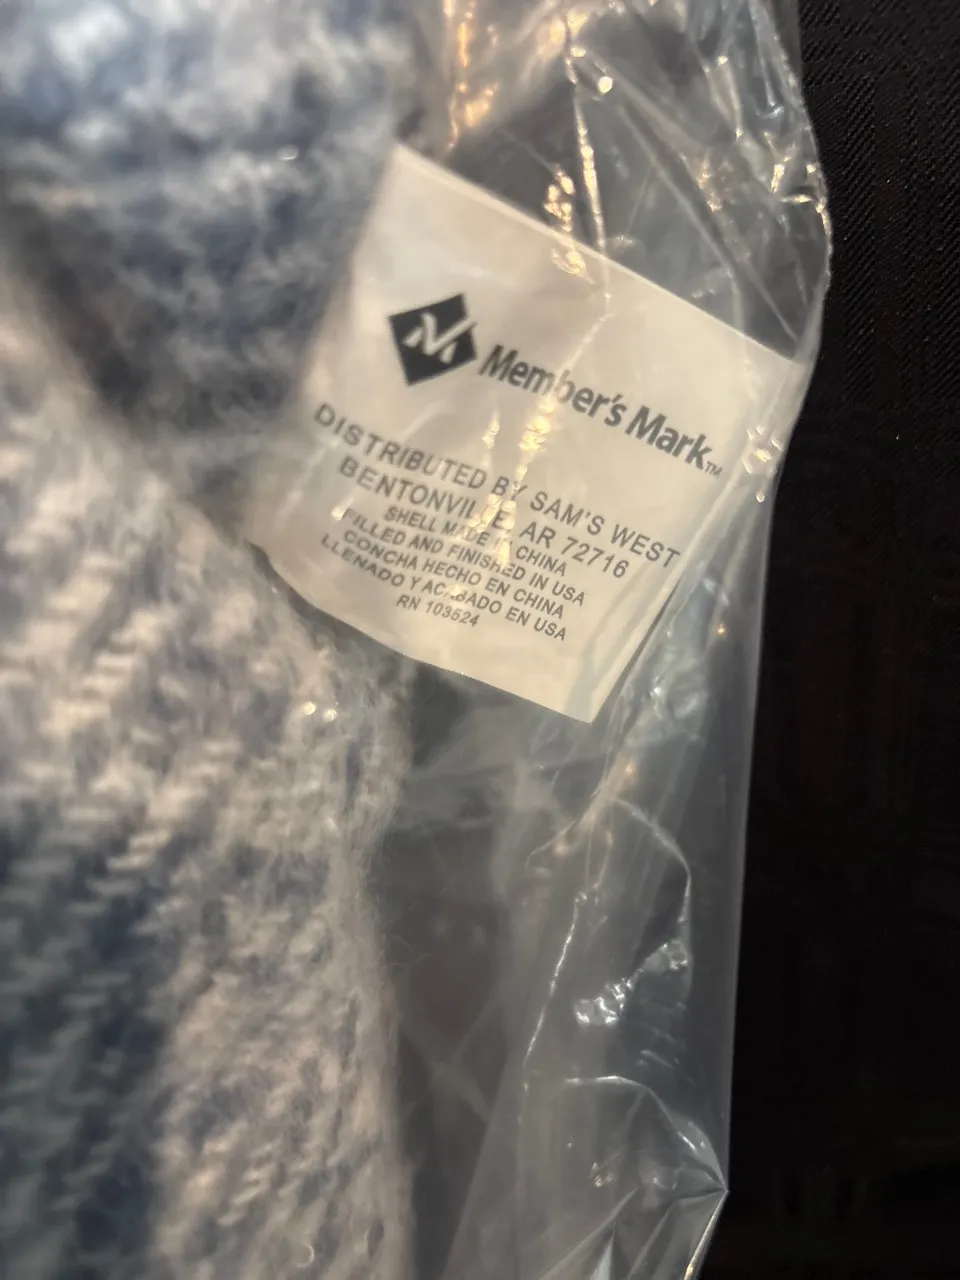 M Member's Mark™
DISTRIBUTED BY SAM'S WEST
BENTONVILLE, AR 72716
SHELL MADE IN CHINA
FILLED AND FINISHED IN USA
CONCHA HECHO EN CHINA
LLENADO Y ACABADO EN USA
RN 103524